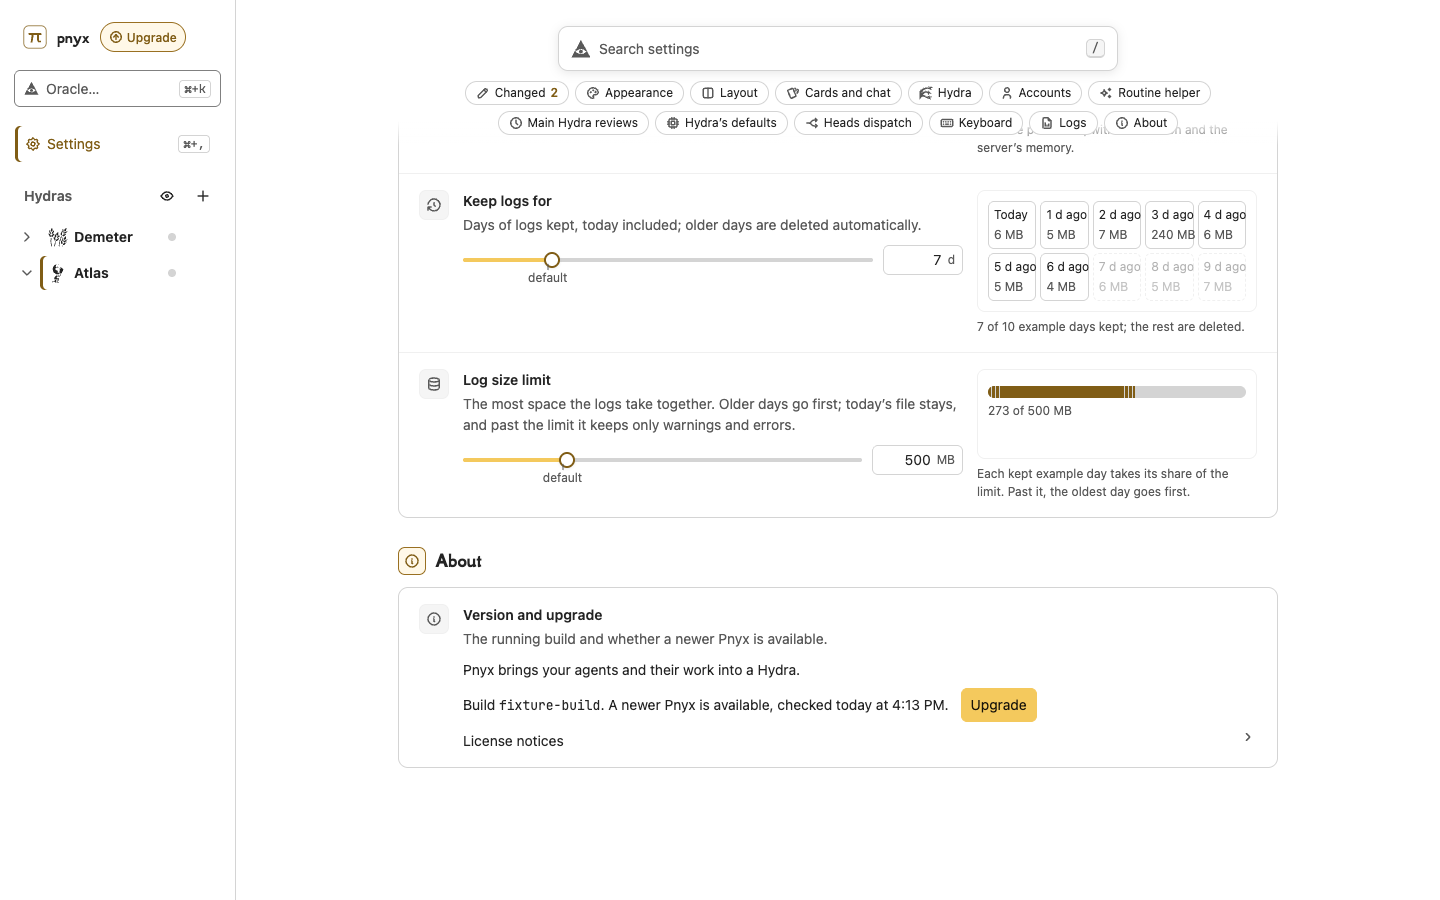 pnyx
Upgrade
Oracle...
⌘+K
Settings
⌘+,
Hydras
Demeter
Atlas
Search settings
/
Changed 2
Appearance
Layout
Cards and chat
Hydra
Accounts
Routine helper
Main Hydra reviews
Hydra's defaults
Heads dispatch
Keyboard
Logs
About
and the
server's memory.
Keep logs for
Days of logs kept, today included; older days are deleted automatically.
7 d
default
Today
6 MB
1 d ago
5 MB
2 d ago
7 MB
3 d ago
240 MB
4 d ago
6 MB
5 d ago
5 MB
6 d ago
4 MB
7 d ago
6 MB
8 d ago
5 MB
9 d ago
7 MB
7 of 10 example days kept; the rest are deleted.
Log size limit
The most space the logs take together. Older days go first; today's file stays,
and past the limit it keeps only warnings and errors.
500 MB
default
273 of 500 MB
Each kept example day takes its share of the
limit. Past it, the oldest day goes first.
About
Version and upgrade
The running build and whether a newer Pnyx is available.
Pnyx brings your agents and their work into a Hydra.
Build fixture-build. A newer Pnyx is available, checked today at 4:13 PM.
Upgrade
License notices